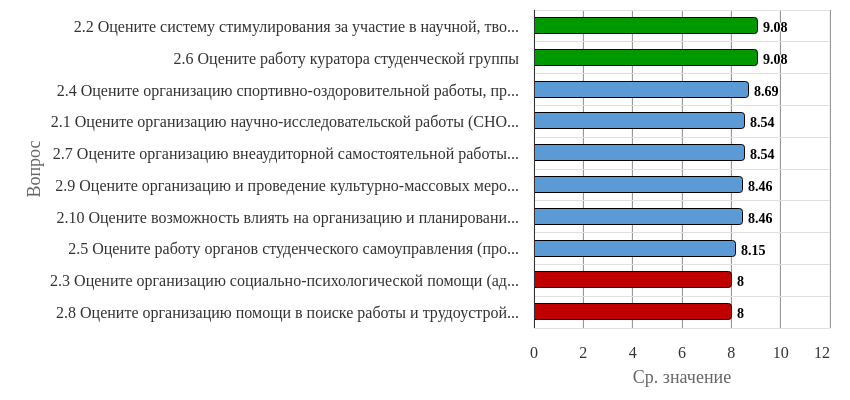 2.2 Оцените систему стимулирования за участие в научной, тво... 9.08
2.6 Оцените работу куратора студенческой группы 9.08
2.4 Оцените организацию спортивно-оздоровительной работы, пр... 8.69
2.1 Оцените организацию научно-исследовательской работы (СНО... 8.54
2.7 Оцените организацию внеаудиторной самостоятельной работы... 8.54
2.9 Оцените организацию и проведение культурно-массовых меро... 8.46
2.10 Оцените возможность влиять на организацию и планировани... 8.46
2.5 Оцените работу органов студенческого самоуправления (про... 8.15
2.3 Оцените организацию социально-психологической помощи (ад... 8
2.8 Оцените организацию помощи в поиске работы и трудоустрой... 8
Вопрос
0 2 4 6 8 10 12
Ср. значение